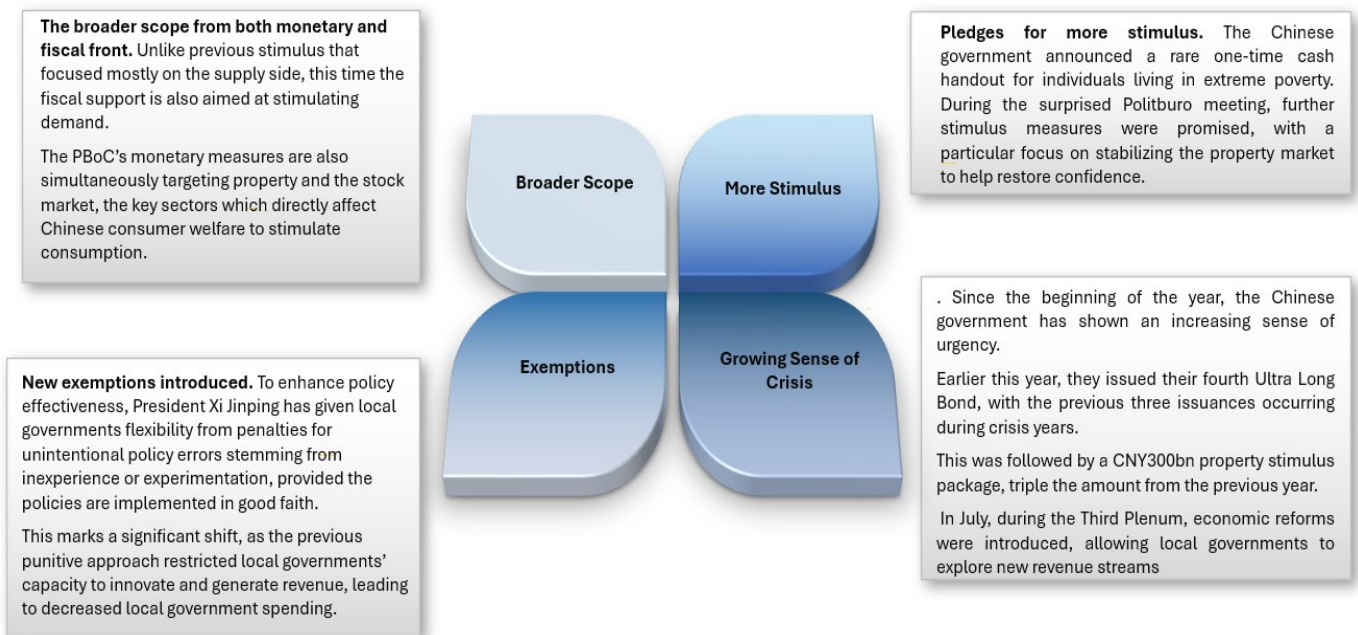 The broader scope from both monetary and
fiscal front. Unlike previous stimulus that
focused mostly on the supply side, this time the
fiscal support is also aimed at stimulating
demand.
The PBoC's monetary measures are also
simultaneously targeting property and the stock
market, the key sectors which directly affect
Chinese consumer welfare to stimulate
consumption.
Pledges for more stimulus. The Chinese
government announced a rare one-time cash
handout for individuals living in extreme poverty.
During the surprised Politburo meeting, further
stimulus measures were promised, with a
particular focus on stabilizing the property market
to help restore confidence.
Broader Scope
More Stimulus
Exemptions
Growing Sense of
Crisis
New exemptions introduced. To enhance policy
effectiveness, President Xi Jinping has given local
governments flexibility from penalties for
unintentional policy errors stemming from
inexperience or experimentation, provided the
policies are implemented in good faith.
This marks a significant shift, as the previous
punitive approach restricted local governments'
capacity to innovate and generate revenue, leading
to decreased local government spending.
. Since the beginning of the year, the Chinese
government has shown an increasing sense of
urgency.
Earlier this year, they issued their fourth Ultra Long
Bond, with the previous three issuances occurring
during crisis years.
This was followed by a CNY300bn property stimulus
package, triple the amount from the previous year.
In July, during the Third Plenum, economic reforms
were introduced, allowing local governments to
explore new revenue streams